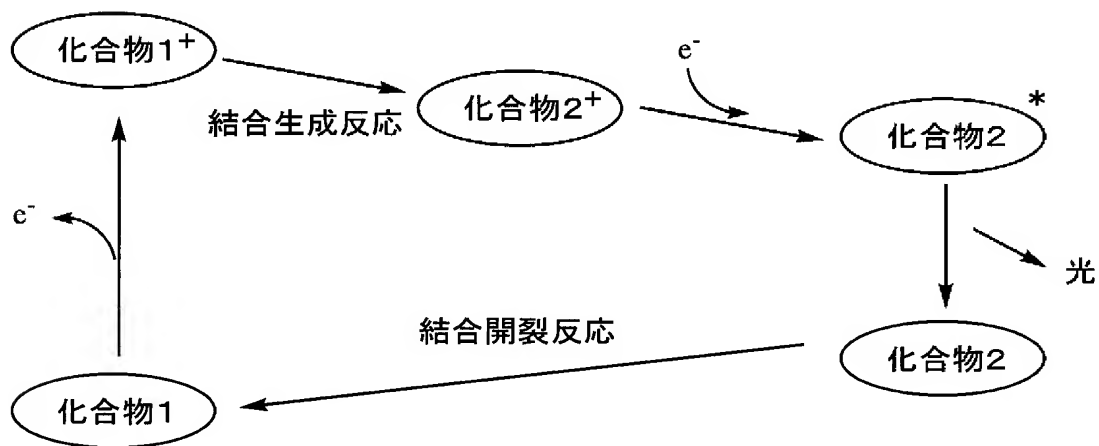 化合物1⁺
結合生成反応
化合物2⁺
e⁻
化合物2*
e⁻
光
結合開裂反応
化合物2
化合物1